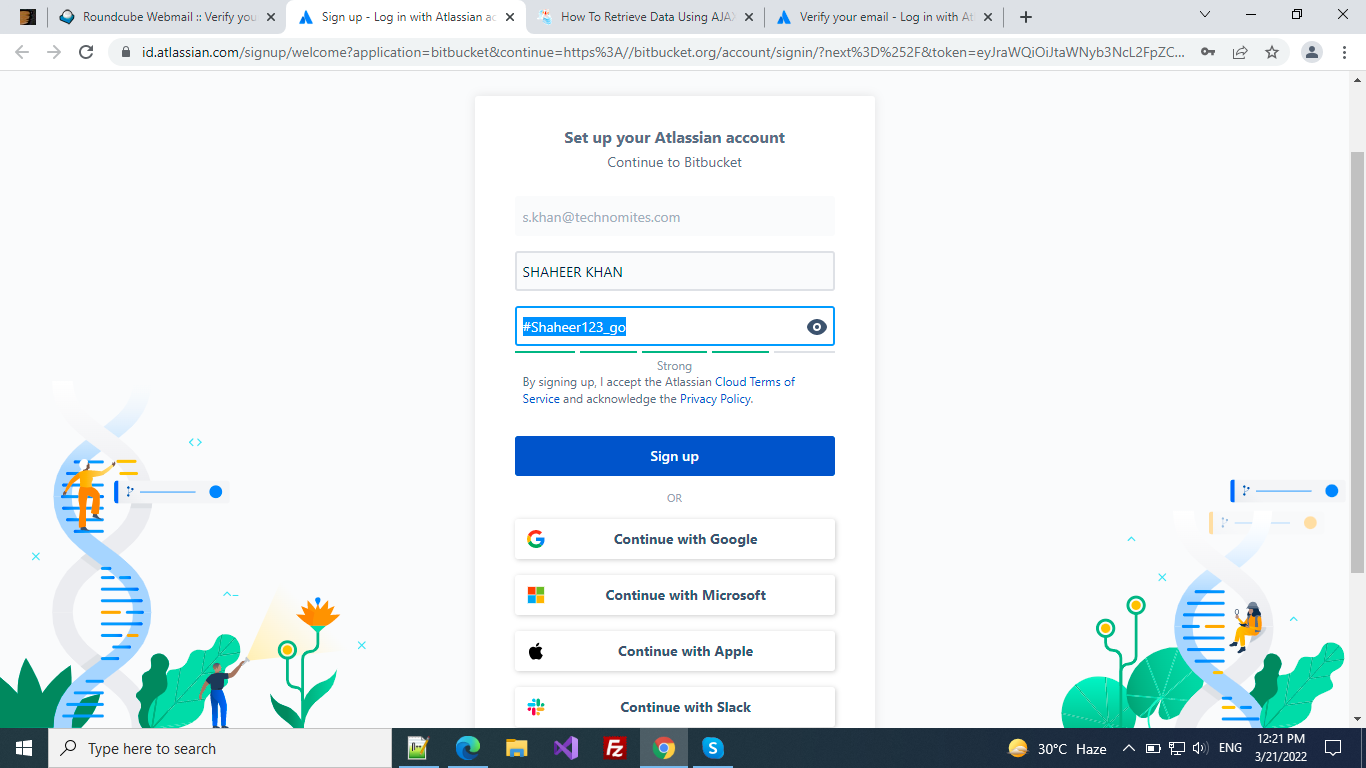 Roundcube Webmail :: Verify you
Sign up - Log in with Atlassian ac
How To Retrieve Data Using AJAX
Verify your email - Log in with At
id.atlassian.com/signup/welcome?application=bitbucket&continue=https%3A//bitbucket.org/account/signin/?next%3D%252F&token=eyJraWQiOiJtaWNyb3NcL2FpZC...
Set up your Atlassian account
Continue to Bitbucket
s.khan@technomites.com
SHAHEER KHAN
#Shaheer123_go
Strong
By signing up, I accept the Atlassian Cloud Terms of
Service and acknowledge the Privacy Policy.
Sign up
OR
Continue with Google
Continue with Microsoft
Continue with Apple
Continue with Slack
Type here to search
30°C Haze
ENG
12:21 PM
3/21/2022